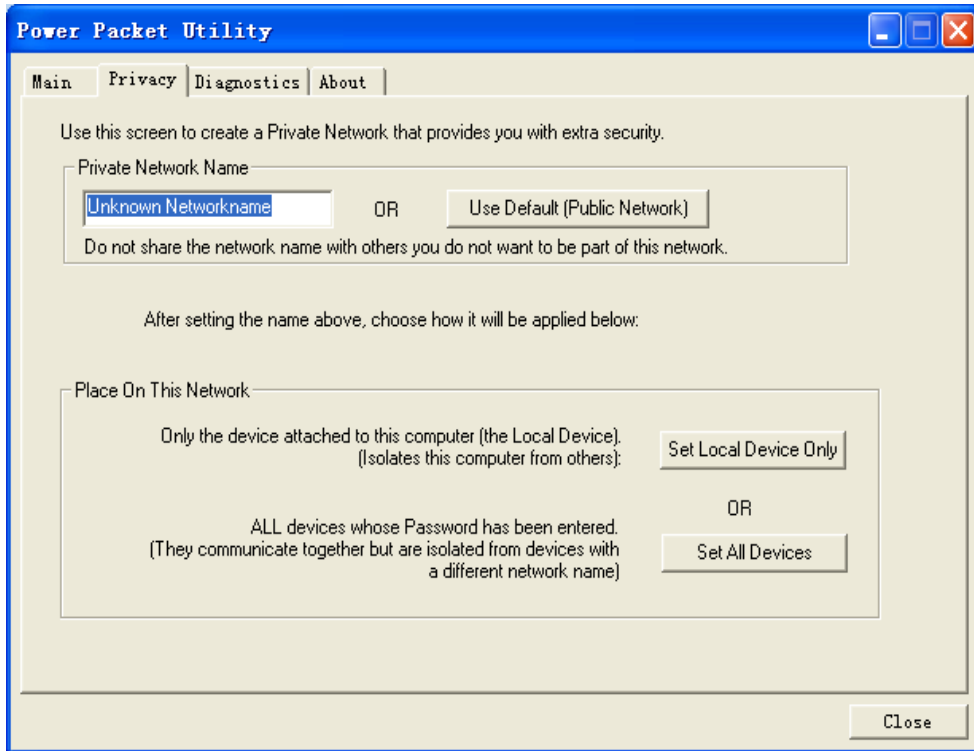 Power Packet Utility
Main Privacy Diagnostics About
Use this screen to create a Private Network that provides you with extra security.
Private Network Name
Unknown Networkname OR Use Default (Public Network)
Do not share the network name with others you do not want to be part of this network.
After setting the name above, choose how it will be applied below:
Place On This Network
Only the device attached to this computer (the Local Device).
(Isolates this computer from others):
Set Local Device Only
OR
ALL devices whose Password has been entered.
(They communicate together but are isolated from devices with
a different network name)
Set All Devices
Close